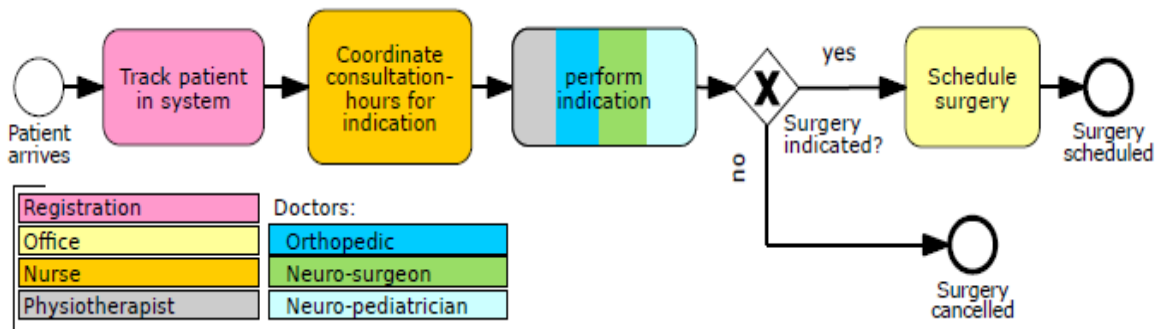 Patient
arrives
Track patient
in system
Coordinate
consultation-
hours for
indication
perform
indication
X
yes
Surgery
indicated?
no
Schedule
surgery
Surgery
scheduled
Surgery
cancelled
Registration
Office
Nurse
Physiotherapist
Doctors:
Orthopedic
Neuro-surgeon
Neuro-pediatrician